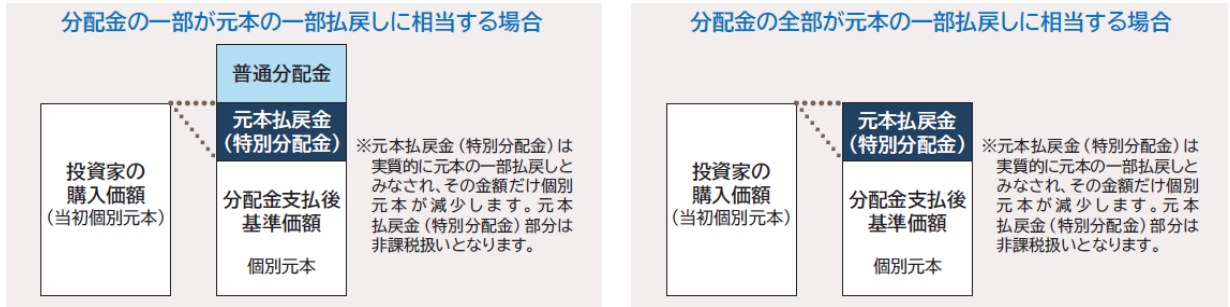 分配金の一部が元本の一部払戻しに相当する場合
普通分配金
元本払戻金
(特別分配金)
投資家の
購入価額
(当初個別元本)
分配金支払後
基準価額
個別元本
※元本払戻金(特別分配金)は
実質的に元本の一部払戻しと
みなされ、その金額だけ個別
元本が減少します。元本
払戻金(特別分配金)部分は
非課税扱いとなります。
分配金の全部が元本の一部払戻しに相当する場合
元本払戻金
(特別分配金)
投資家の
購入価額
(当初個別元本)
分配金支払後
基準価額
個別元本
※元本払戻金(特別分配金)は
実質的に元本の一部払戻しと
みなされ、その金額だけ個別
元本が減少します。元本
払戻金(特別分配金)部分は
非課税扱いとなります。